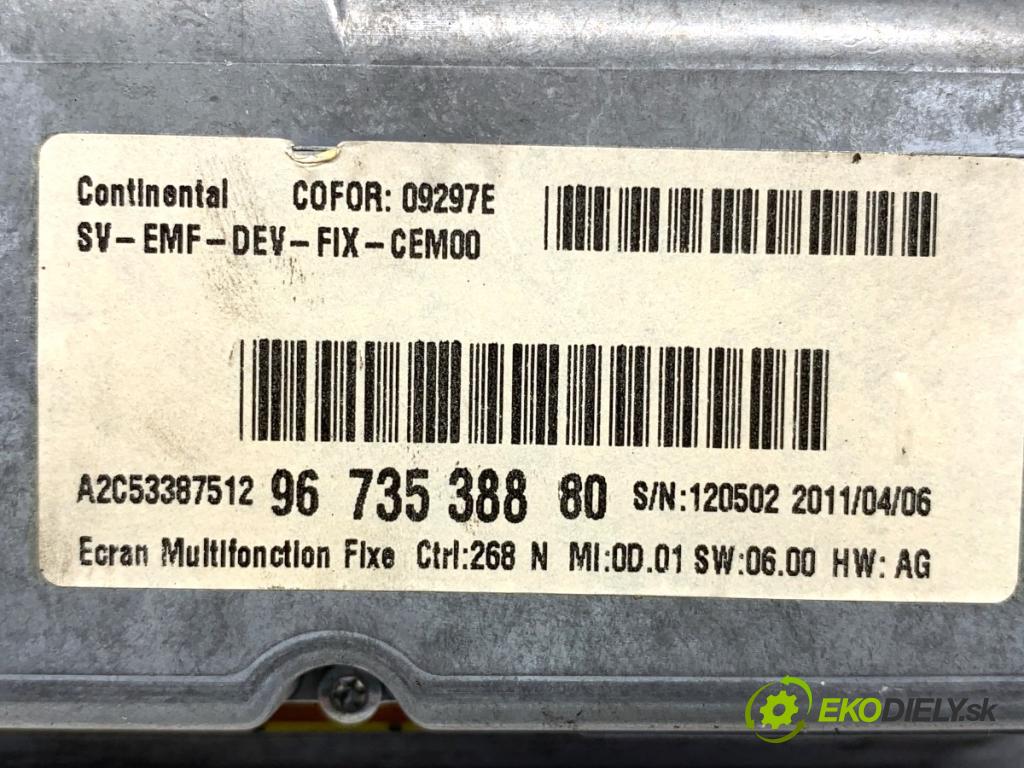 Continental COFOR: 09297E
SV-EMF-DEV-FIX-CEM00
A2C53387512 96 735 388 80 S/N:120502 2011/04/06
Ecran Multifonction Fixe Ctrl:268 N MI:0D.01 SW:06.00 HW: AG
EKODIELY.sk